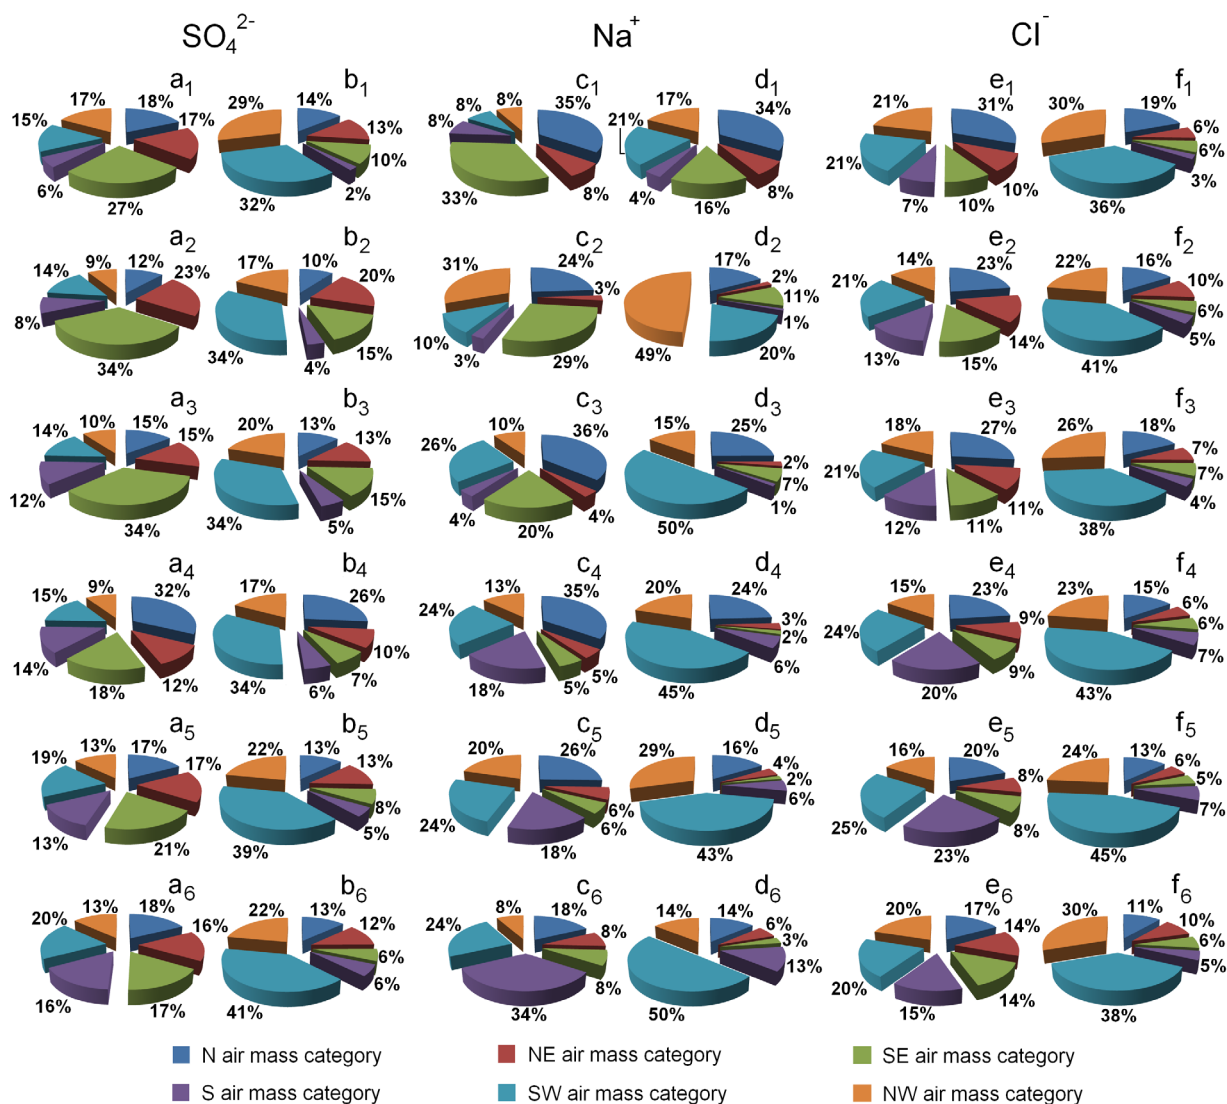 SO₄²⁻ Na⁺ Cl⁻
a₁ b₁ c₁ d₁ e₁ f₁
17% 18% 17% 27% 6% 15%
29% 14% 13% 10% 2% 32%
8% 35% 8% 33% 8% 8%
17% 34% 8% 16% 4% 21%
21% 31% 10% 10% 7% 21%
30% 19% 6% 6% 3% 36%
a₂ b₂ c₂ d₂ e₂ f₂
9% 12% 23% 34% 8% 14%
17% 10% 20% 15% 4% 34%
31% 24% 3% 29% 3% 10%
17% 2% 11% 1% 20% 49%
14% 23% 14% 15% 13% 21%
22% 16% 10% 6% 5% 41%
a₃ b₃ c₃ d₃ e₃ f₃
10% 15% 15% 34% 12% 14%
20% 13% 13% 15% 5% 34%
10% 36% 4% 20% 4% 26%
15% 25% 2% 7% 1% 50%
18% 27% 11% 11% 12% 21%
26% 18% 7% 7% 4% 38%
a₄ b₄ c₄ d₄ e₄ f₄
9% 32% 12% 18% 14% 15%
17% 26% 10% 7% 6% 34%
13% 35% 5% 5% 18% 24%
20% 24% 3% 2% 6% 45%
15% 23% 9% 9% 20% 24%
23% 15% 6% 6% 7% 43%
a₅ b₅ c₅ d₅ e₅ f₅
13% 17% 17% 21% 13% 19%
22% 13% 13% 8% 5% 39%
20% 26% 6% 6% 18% 24%
29% 16% 4% 2% 6% 43%
16% 20% 8% 8% 23% 25%
24% 13% 6% 5% 7% 45%
a₆ b₆ c₆ d₆ e₆ f₆
13% 18% 16% 17% 16% 20%
22% 13% 12% 6% 6% 41%
8% 18% 8% 8% 34% 24%
14% 14% 6% 3% 13% 50%
20% 17% 14% 14% 15% 20%
30% 11% 10% 6% 5% 38%
N air mass category NE air mass category SE air mass category
S air mass category SW air mass category NW air mass category